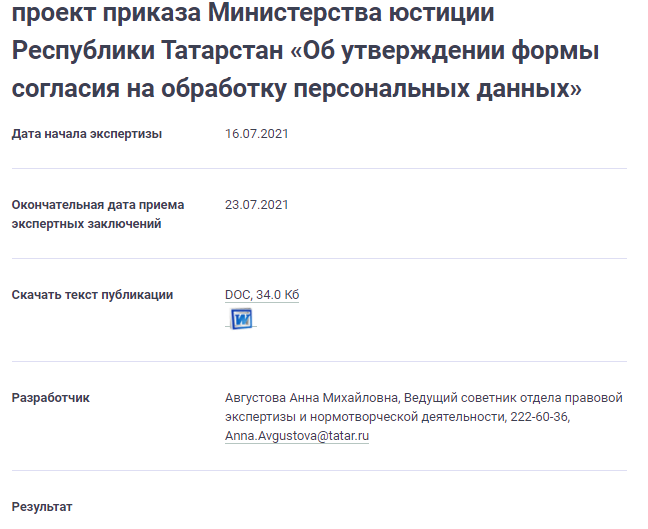 проект приказа Министерства юстиции
Республики Татарстан «Об утверждении формы
согласия на обработку персональных данных»
Дата начала экспертизы 16.07.2021
Окончательная дата приема 23.07.2021
экспертных заключений
Скачать текст публикации DOC, 34.0 Кб
Разработчик Августова Анна Михайловна, Ведущий советник отдела правовой
экспертизы и нормотворческой деятельности, 222-60-36,
Anna.Avgustova@tatar.ru
Результат